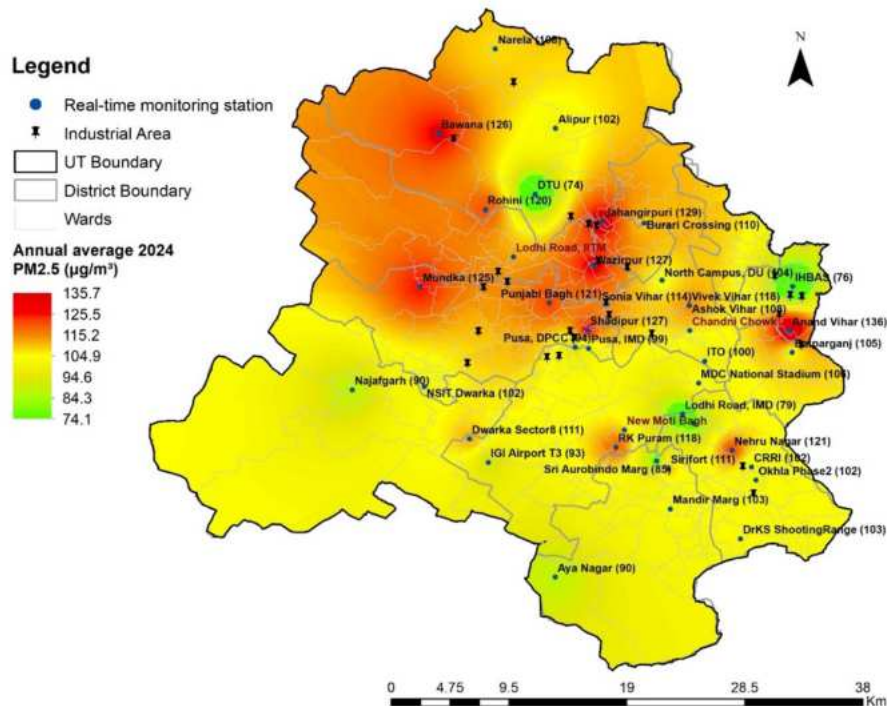 Narela (108)
N
Legend
Real-time monitoring station
Industrial Area
UT Boundary
District Boundary
Wards
Annual average 2024
PM2.5 (µg/m³)
135.7
125.5
115.2
104.9
94.6
84.3
74.1
Bawana (126)
Alipur (102)
DTU (74)
Rohini (120)
Jahangirpuri (129)
Burari Crossing (110)
Lodhi Road, IITM
Wazirpur (127)
North Campus, DU (104)
IHBAS (76)
Mundka (125)
Punjabi Bagh (121)
Sonia Vihar (114)
Vivek Vihar (116)
Ashok Vihar (108)
Shadipur (127)
Chandni Chowk
Anand Vihar (136)
Pusa, DPCC (94)
Pusa, IMD (99)
Patparganj (105)
ITO (100)
MDC National Stadium (106)
Najafgarh (90)
NSIT Dwarka (102)
Lodhi Road, IMD (79)
New Moti Bagh
Dwarka Sector8 (111)
RK Puram (118)
Nehru Nagar (121)
IGI Airport T3 (93)
Sirifort (111)
CRRI (102)
Sri Aurobindo Marg (85)
Okhla Phase2 (102)
Mandir Marg (103)
DrKS ShootingRange (103)
Aya Nagar (90)
0 4.75 9.5 19 28.5 38
Km